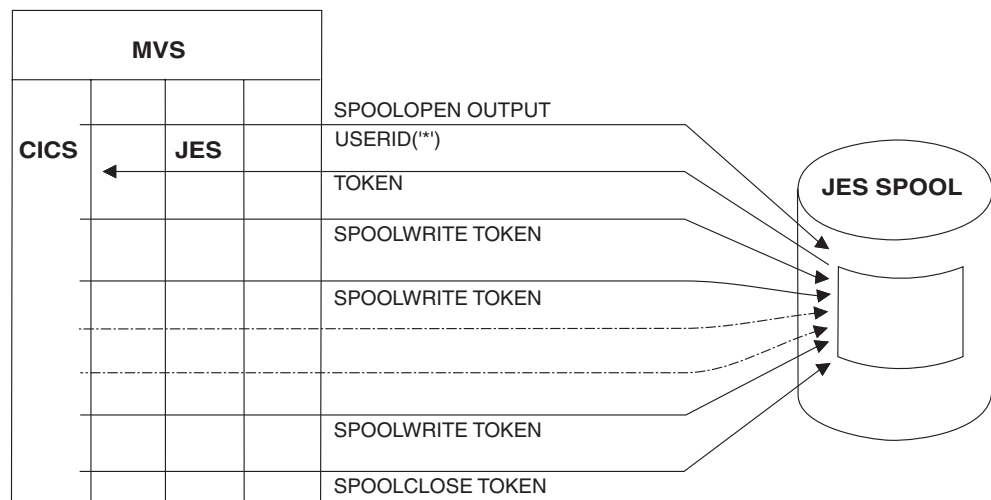 MVS
SPOOLOPEN OUTPUT
USERID('*')
CICS
JES
TOKEN
JES SPOOL
SPOOLWRITE TOKEN
SPOOLWRITE TOKEN
SPOOLWRITE TOKEN
SPOOLCLOSE TOKEN